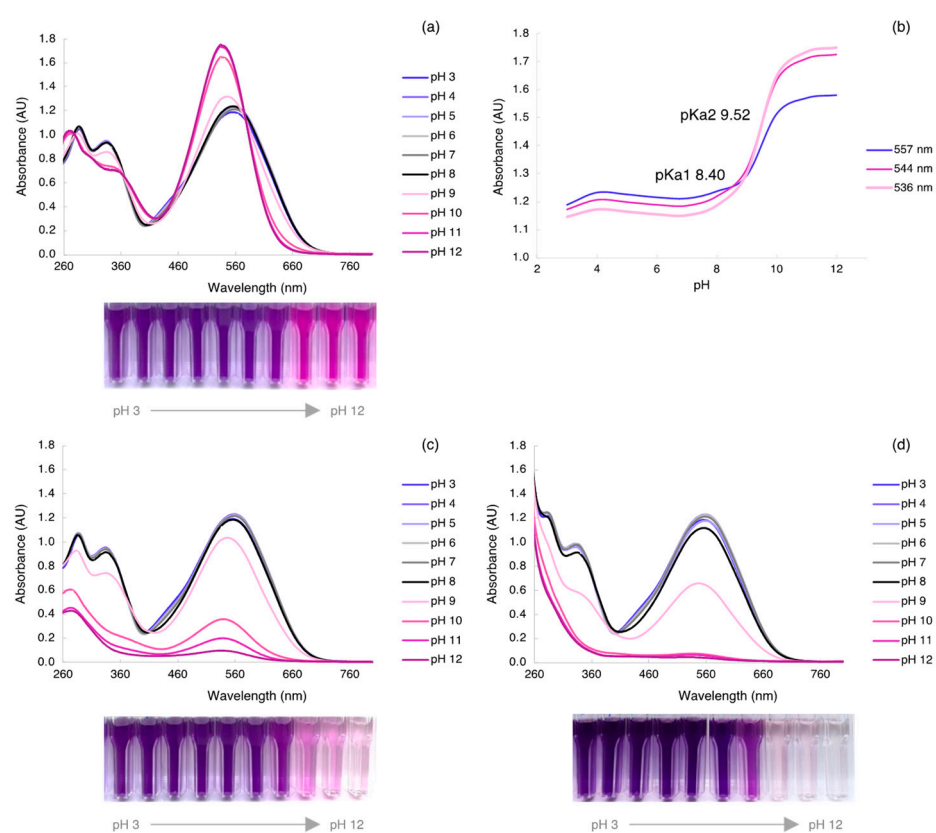 (a)
1.8
1.6
1.4
1.2
1.0
0.8
0.6
0.4
0.2
0.0
Absorbance (AU)
260 360 460 560 660 760
Wavelength (nm)
pH 3
pH 4
pH 5
pH 6
pH 7
pH 8
pH 9
pH 10
pH 11
pH 12
pH 3 pH 12
(b)
1.8
1.7
1.6
1.5
1.4
1.3
1.2
1.1
1.0
Absorbance (AU)
pKa2 9.52
pKa1 8.40
2 4 6 8 10 12
pH
557 nm
544 nm
536 nm
(c)
1.8
1.6
1.4
1.2
1.0
0.8
0.6
0.4
0.2
0.0
Absorbance (AU)
260 360 460 560 660 760
Wavelength (nm)
pH 3
pH 4
pH 5
pH 6
pH 7
pH 8
pH 9
pH 10
pH 11
pH 12
pH 3 pH 12
(d)
1.8
1.6
1.4
1.2
1.0
0.8
0.6
0.4
0.2
0.0
Absorbance (AU)
260 360 460 560 660 760
Wavelength (nm)
pH 3
pH 4
pH 5
pH 6
pH 7
pH 8
pH 9
pH 10
pH 11
pH 12
pH 3 pH 12